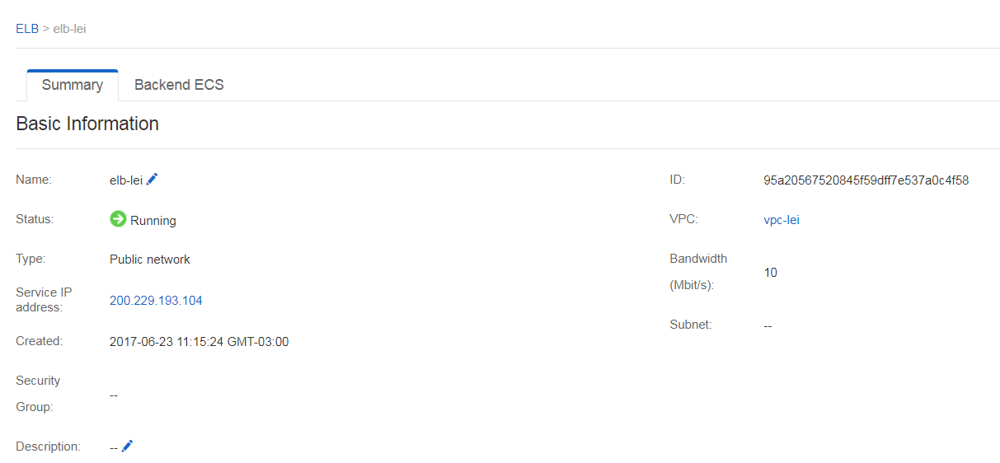 ELB > elb-lei
Summary
Backend ECS
Basic Information
Name:
elb-lei
Status:
Running
Type:
Public network
Service IP
address:
200.229.193.104
Created:
2017-06-23 11:15:24 GMT-03:00
Security
Group:
--
Description:
--
ID:
95a20567520845f59dff7e537a0c4f58
VPC:
vpc-lei
Bandwidth
(Mbit/s):
10
Subnet:
--